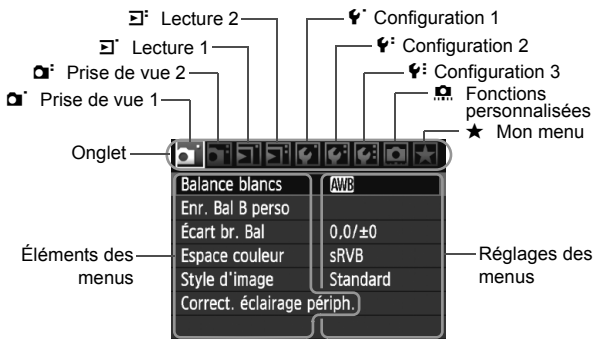 Lecture 2
Configuration 1
Lecture 1
Configuration 2
Prise de vue 2
Configuration 3
Prise de vue 1
Fonctions
personnalisées
Mon menu
Onglet
Balance blancs
AWB
Enr. Bal B perso
Écart br. Bal
0,0/±0
Espace couleur
sRVB
Style d'image
Standard
Correct. éclairage périph.
Éléments des
menus
Réglages des
menus